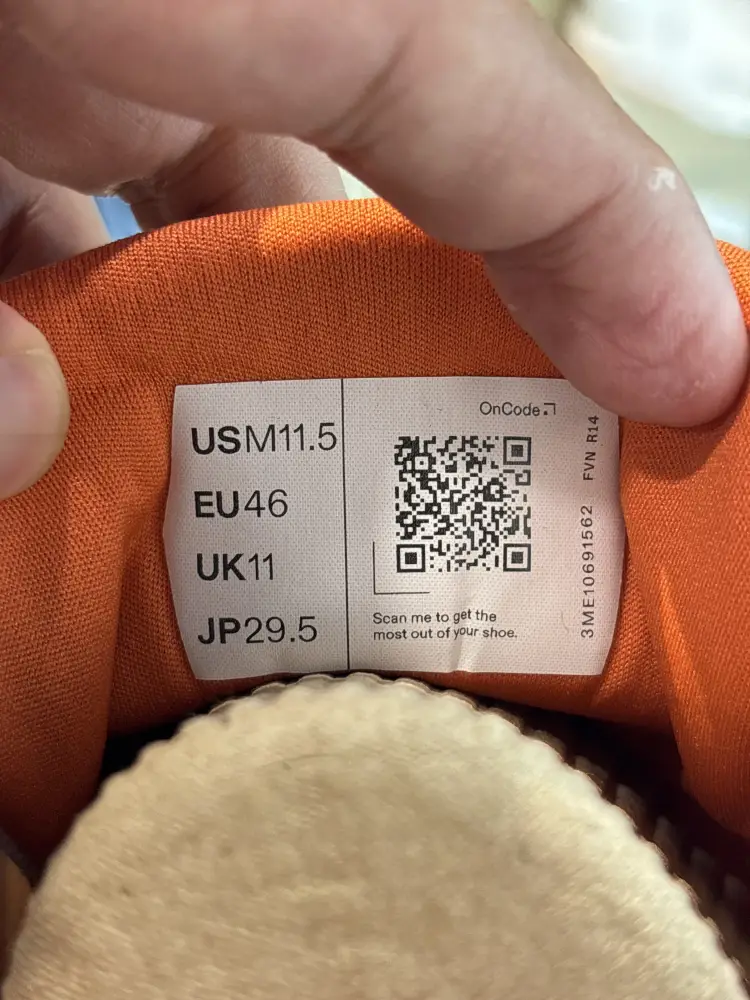 USM11.5
EU46
UK11
JP29.5
OnCode
Scan me to get the
most out of your shoe.
3ME10691562 FVN R14